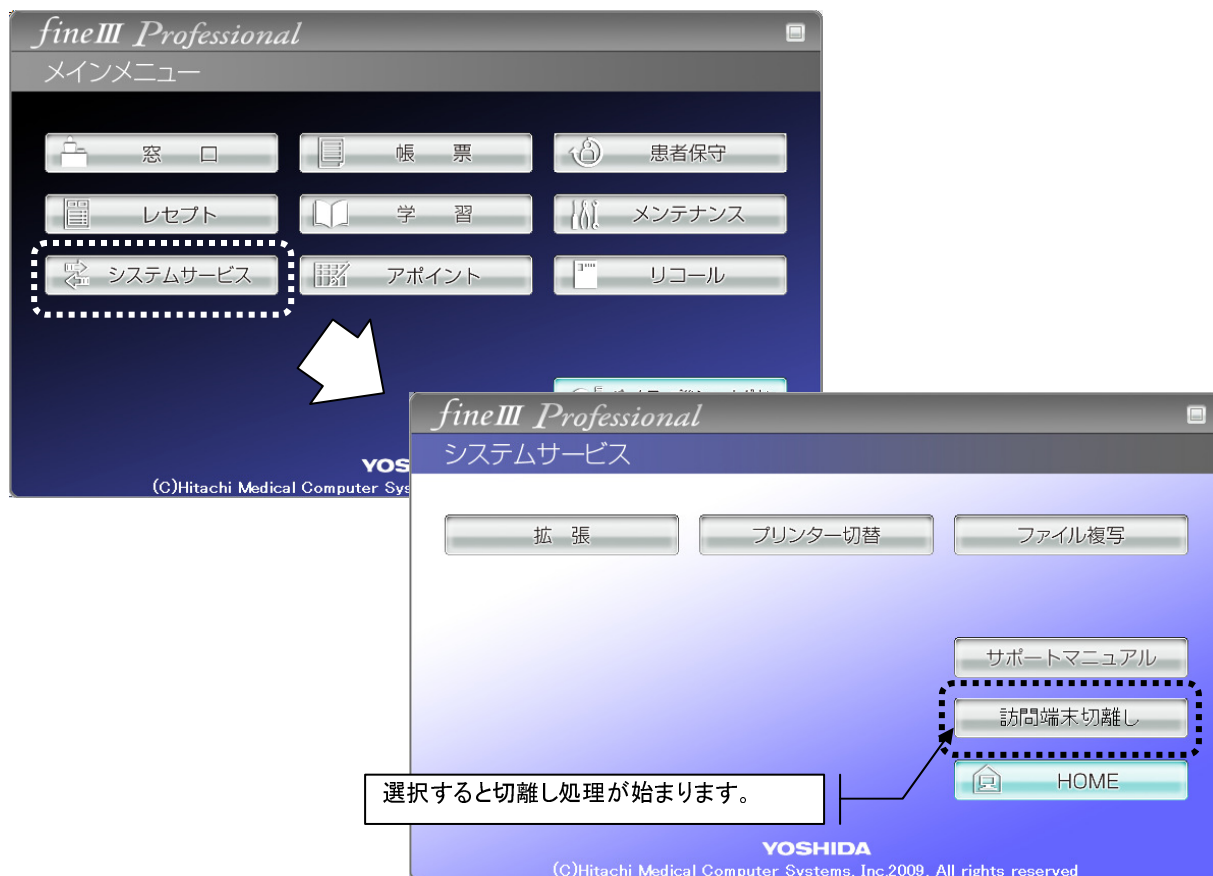 fineⅢ Professional
メインメニュー
窓 口
帳 票
患者保守
レセプト
学 習
メンテナンス
システムサービス
アポイント
リコール
YOS
(C)Hitachi Medical Computer Sys
fineⅢ Professional
システムサービス
拡 張
プリンター切替
ファイル複写
サポートマニュアル
訪問端末切離し
選択すると切離し処理が始まります。
HOME
YOSHIDA
(C)Hitachi Medical Computer Systems, Inc.2009. All rights reserved